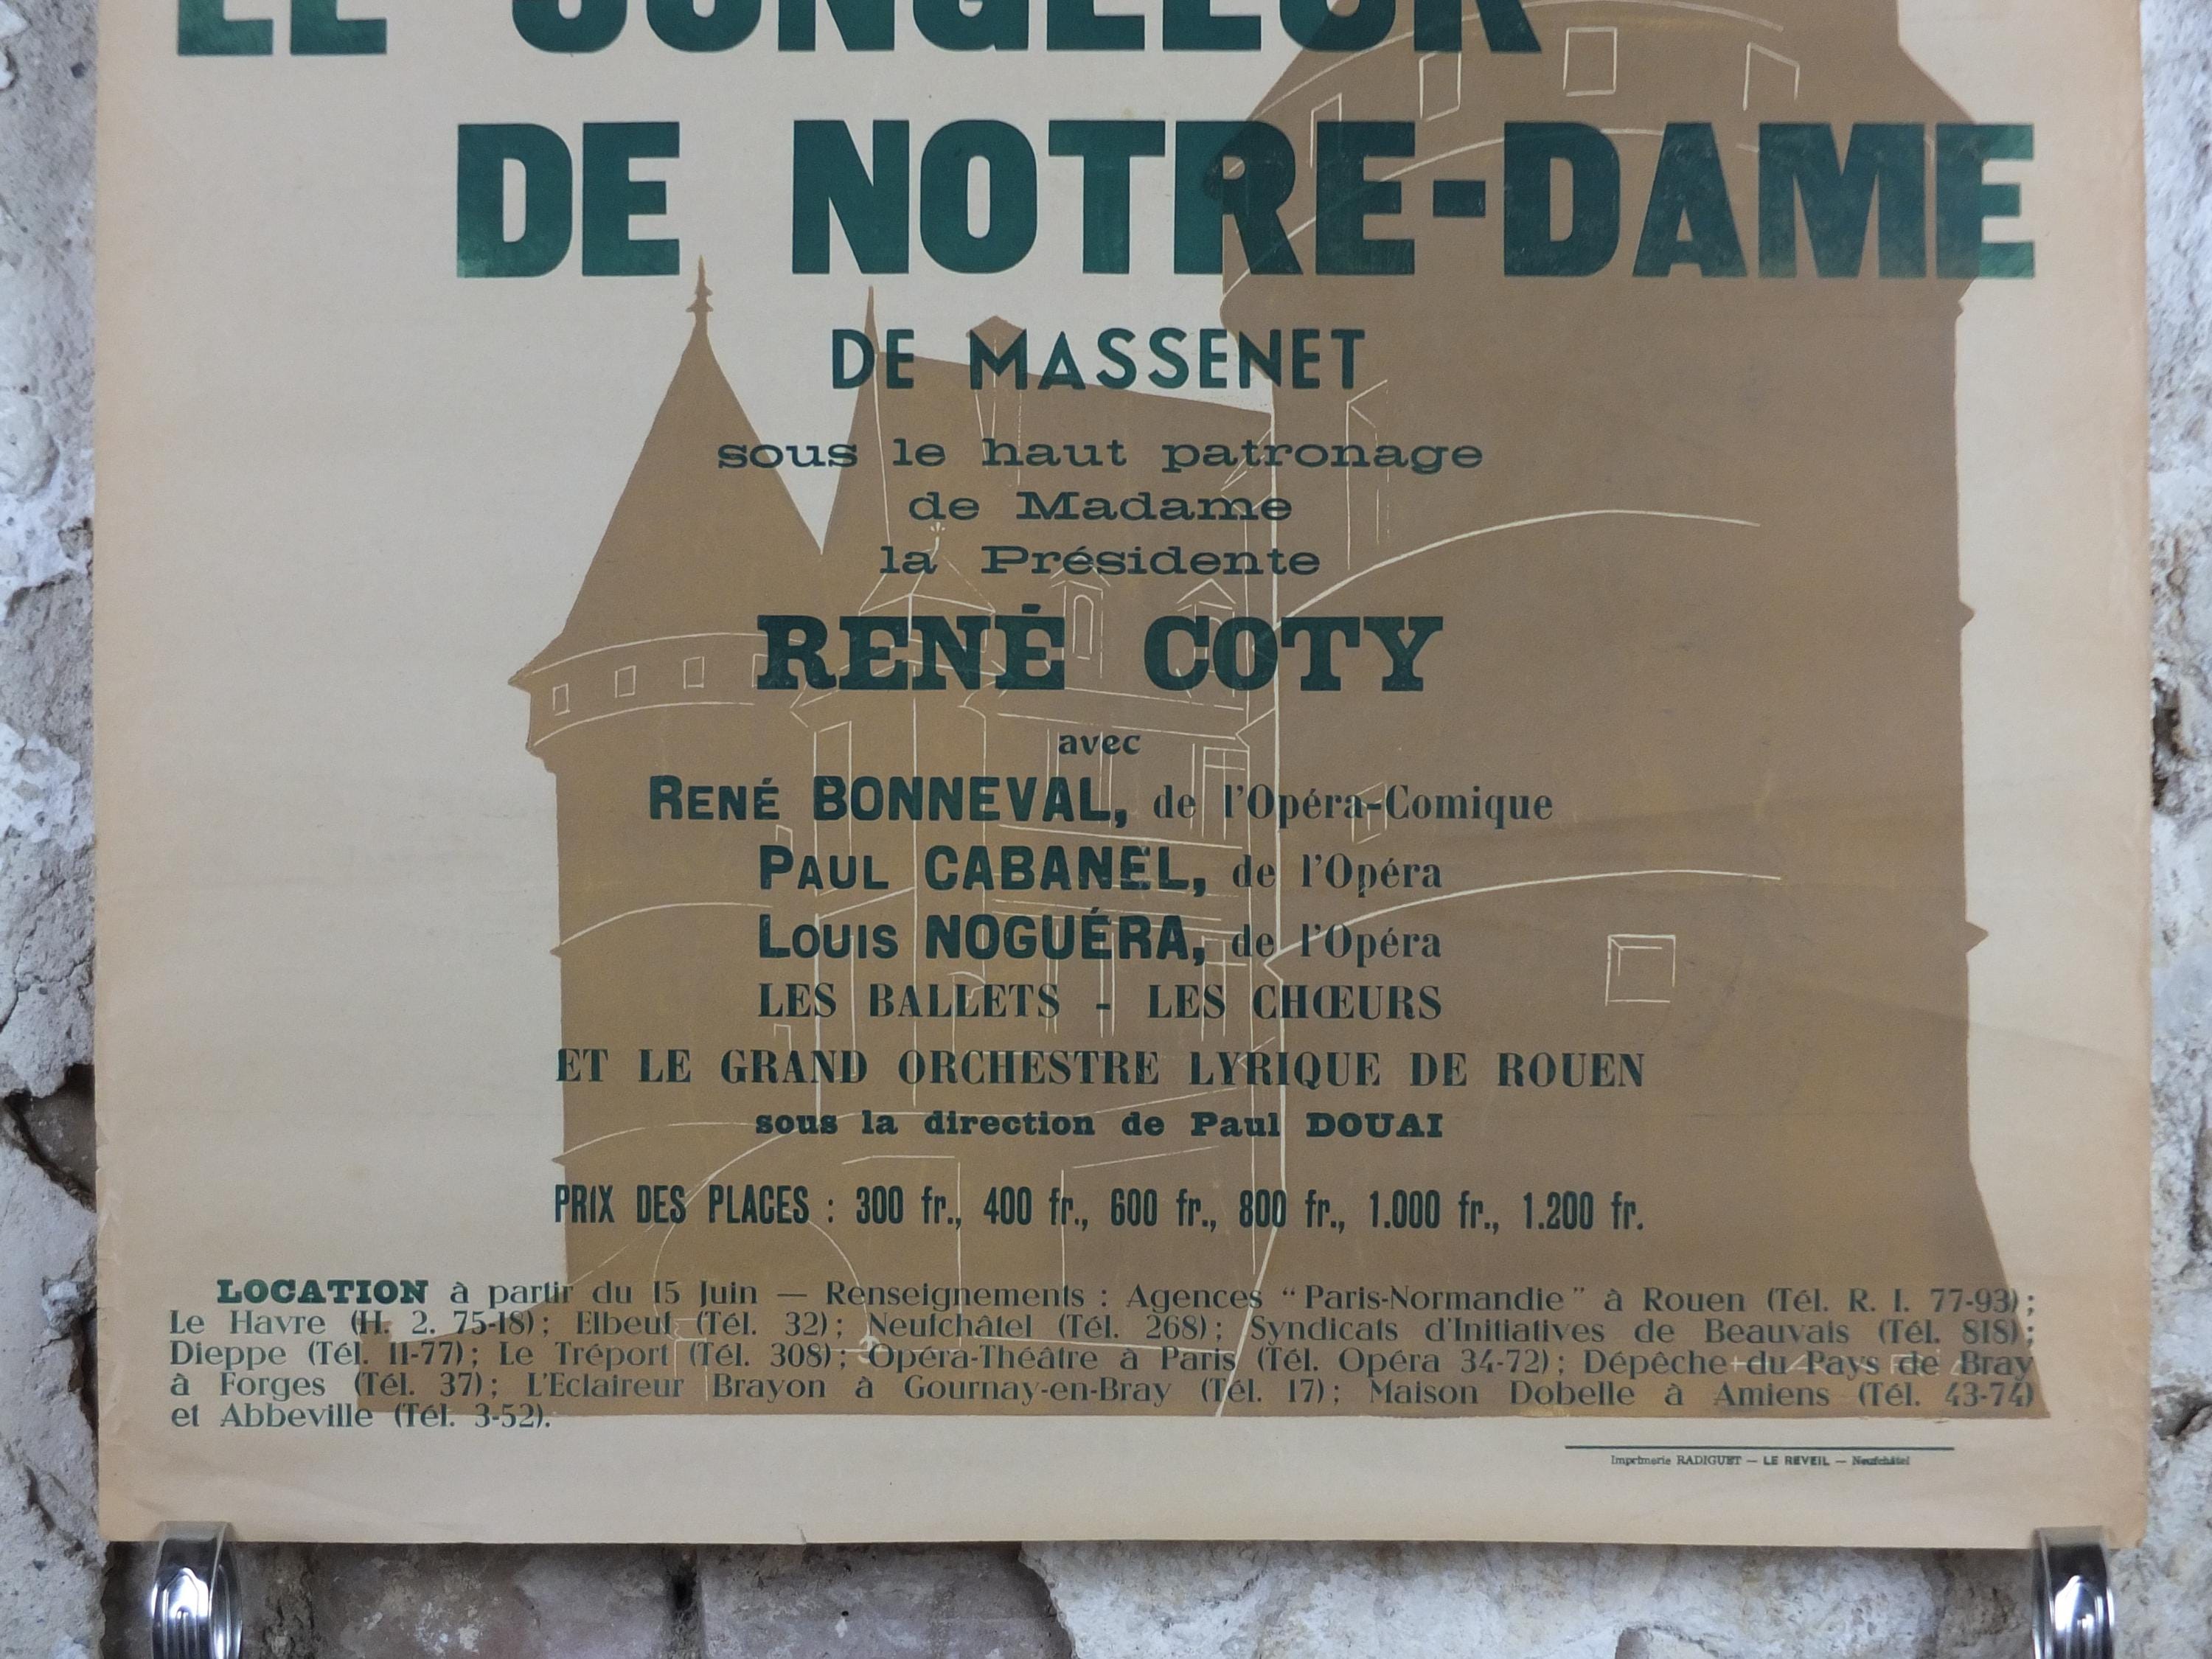 LE JONGLEUR
DE NOTRE-DAME
DE MASSENET
sous le haut patronage
de Madame
la Présidente
RENÉ COTY
avec
RENÉ BONNEVAL, de l'Opéra-Comique
PAUL CABANEL, de l'Opéra
LOUIS NOGUÉRA, de l'Opéra
LES BALLETS - LES CHŒURS
ET LE GRAND ORCHESTRE LYRIQUE DE ROUEN
sous la direction de Paul DOUAI
PRIX DES PLACES : 300 fr., 400 fr., 600 fr., 800 fr., 1.000 fr., 1.200 fr.
LOCATION à partir du 15 Juin — Renseignements : Agences “Paris-Normandie” à Rouen (Tél. R. I. 77-93) ;
Le Havre (H. 2. 75-18) ; Elbeuf (Tél. 32) ; Neufchâtel (Tél. 268) ; Syndicats d'Initiatives de Beauvais (Tél. 818) ;
Dieppe (Tél. 11-77) ; Le Tréport (Tél. 308) ; Opéra-Théâtre à Paris (Tél. Opéra 34-72) ; Dépêche du Pays de Bray
à Forges (Tél. 37) ; L'Eclaireur Brayon à Gournay-en-Bray (Tél. 17) ; Maison Dobelle à Amiens (Tél. 43-74)
et Abbeville (Tél. 3-52).
Imprimerie RADIGUET — LE REVEIL — Neufchâtel